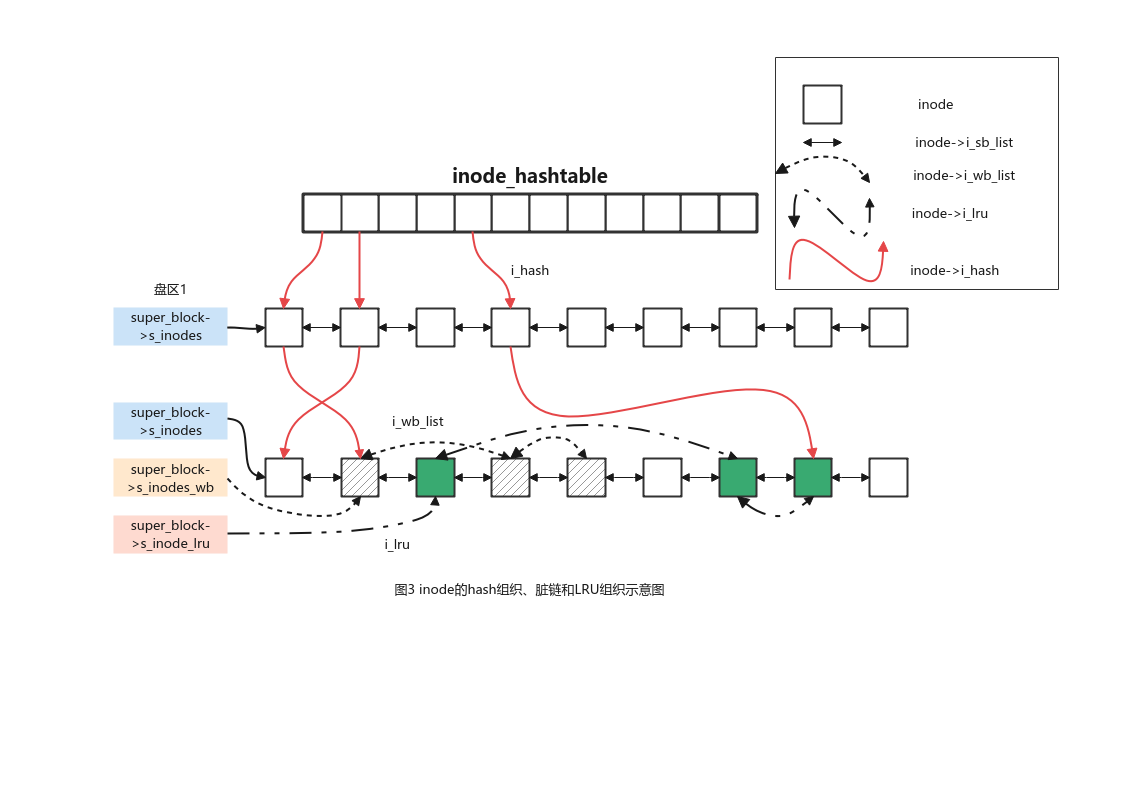 inode
inode->i_sb_list
inode->i_wb_list
inode->i_lru
inode->i_hash
inode_hashtable
i_hash
盘区1
super_block-
>s_inodes
super_block-
>s_inodes
i_wb_list
super_block-
>s_inodes_wb
super_block-
>s_inode_lru
i_lru
图3 inode的hash组织、脏链和LRU组织示意图